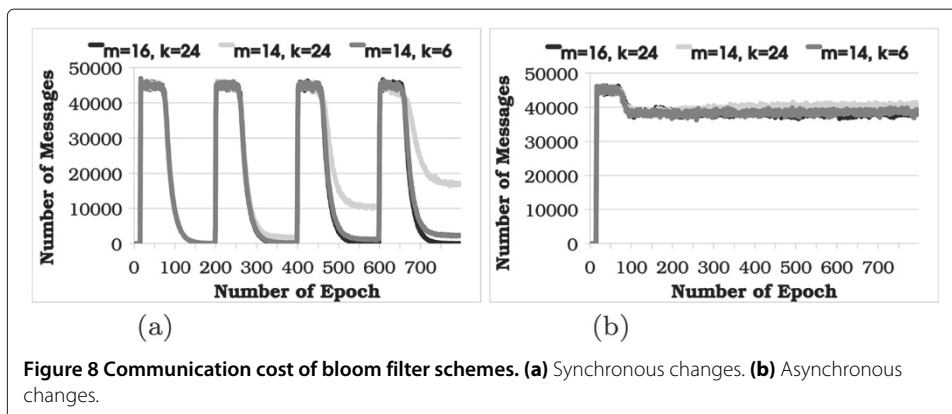 m=16, k=24 m=14, k=24 m=14, k=6
50000
40000
30000
20000
10000
0
Number of Messages
0 100 200 300 400 500 600 700
Number of Epoch
(a)
m=16, k=24 m=14, k=24 m=14, k=6
50000
40000
30000
20000
10000
0
Number of Messages
0 100 200 300 400 500 600 700
Number of Epoch
(b)
Figure 8 Communication cost of bloom filter schemes. (a) Synchronous changes. (b) Asynchronous
changes.